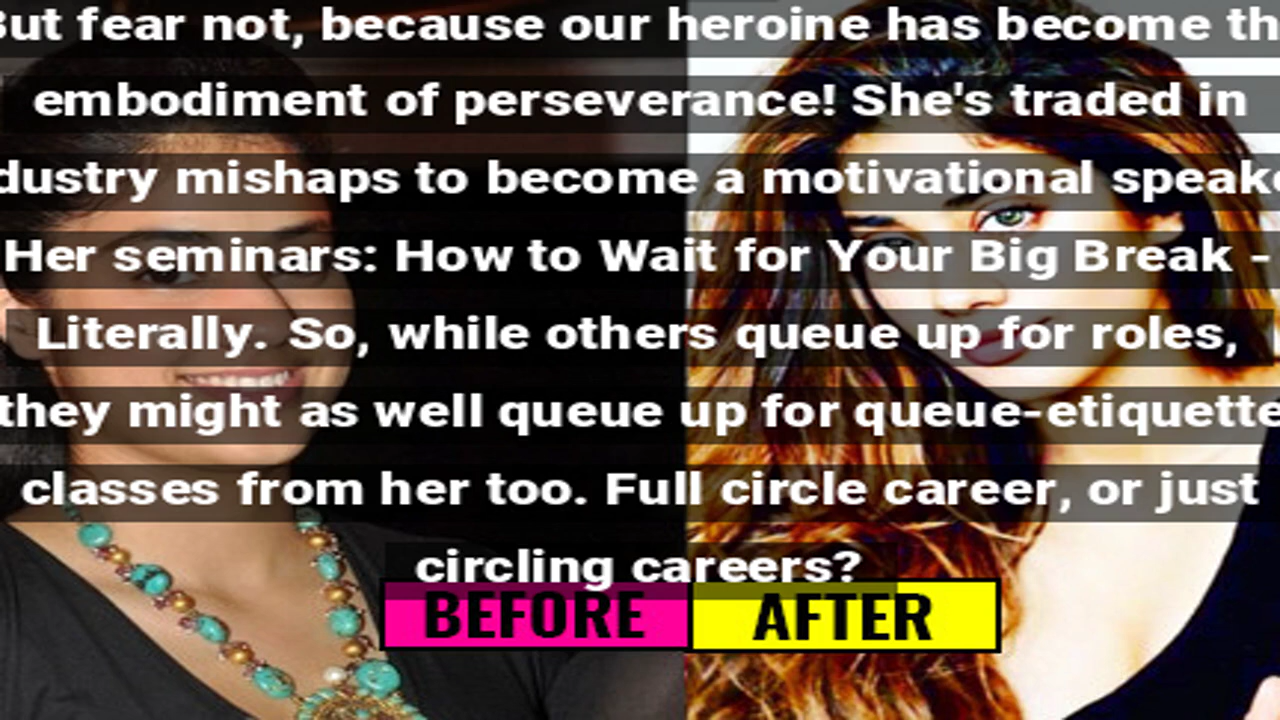 But fear not, because our heroine has become th
embodiment of perseverance! She's traded in
dustry mishaps to become a motivational speake
Her seminars: How to Wait for Your Big Break -
Literally. So, while others queue up for roles,
they might as well queue up for queue-etiquette
classes from her too. Full circle career, or just
circling careers?
BEFORE AFTER